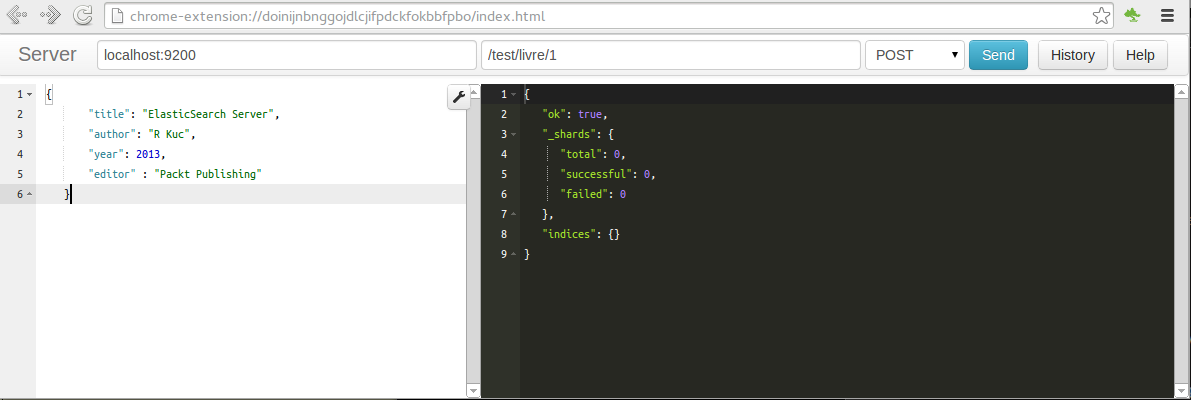 chrome-extension://doinijnbnggojdlcjifpdckfokbbfpbo/index.html
Server localhost:9200 /test/livre/1 POST Send History Help
1 {
2 "title": "ElasticSearch Server",
3 "author": "R Kuc",
4 "year": 2013,
5 "editor" : "Packt Publishing"
6 }
1 {
2 "ok": true,
3 "_shards": {
4 "total": 0,
5 "successful": 0,
6 "failed": 0
7 },
8 "indices": {}
9 }